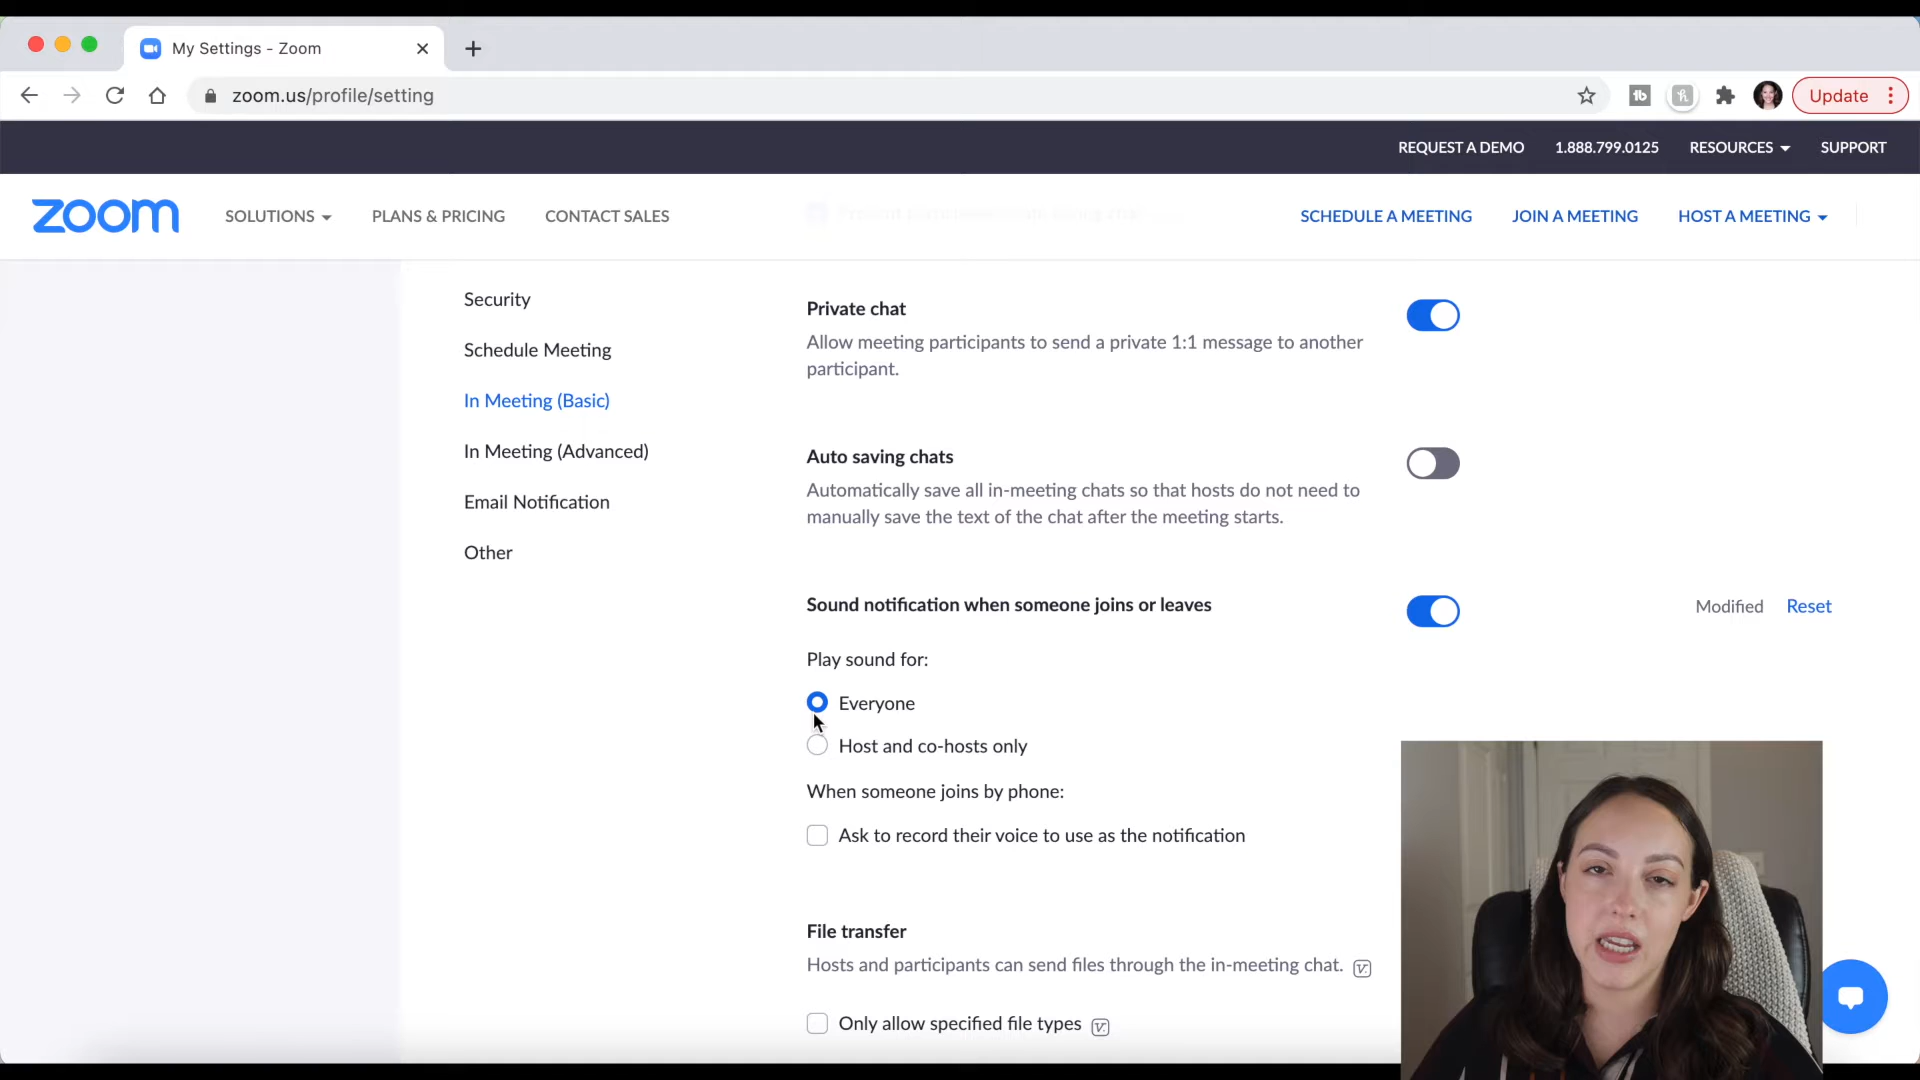 My Settings - Zoom
zoom.us/profile/setting
Update
REQUEST A DEMO 1.888.799.0125 RESOURCES SUPPORT
zoom SOLUTIONS PLANS & PRICING CONTACT SALES SCHEDULE A MEETING JOIN A MEETING HOST A MEETING
Security
Schedule Meeting
In Meeting (Basic)
In Meeting (Advanced)
Email Notification
Other
Private chat
Allow meeting participants to send a private 1:1 message to another
participant.
Auto saving chats
Automatically save all in-meeting chats so that hosts do not need to
manually save the text of the chat after the meeting starts.
Sound notification when someone joins or leaves
Modified Reset
Play sound for:
Everyone
Host and co-hosts only
When someone joins by phone:
Ask to record their voice to use as the notification
File transfer
Hosts and participants can send files through the in-meeting chat.
Only allow specified file types